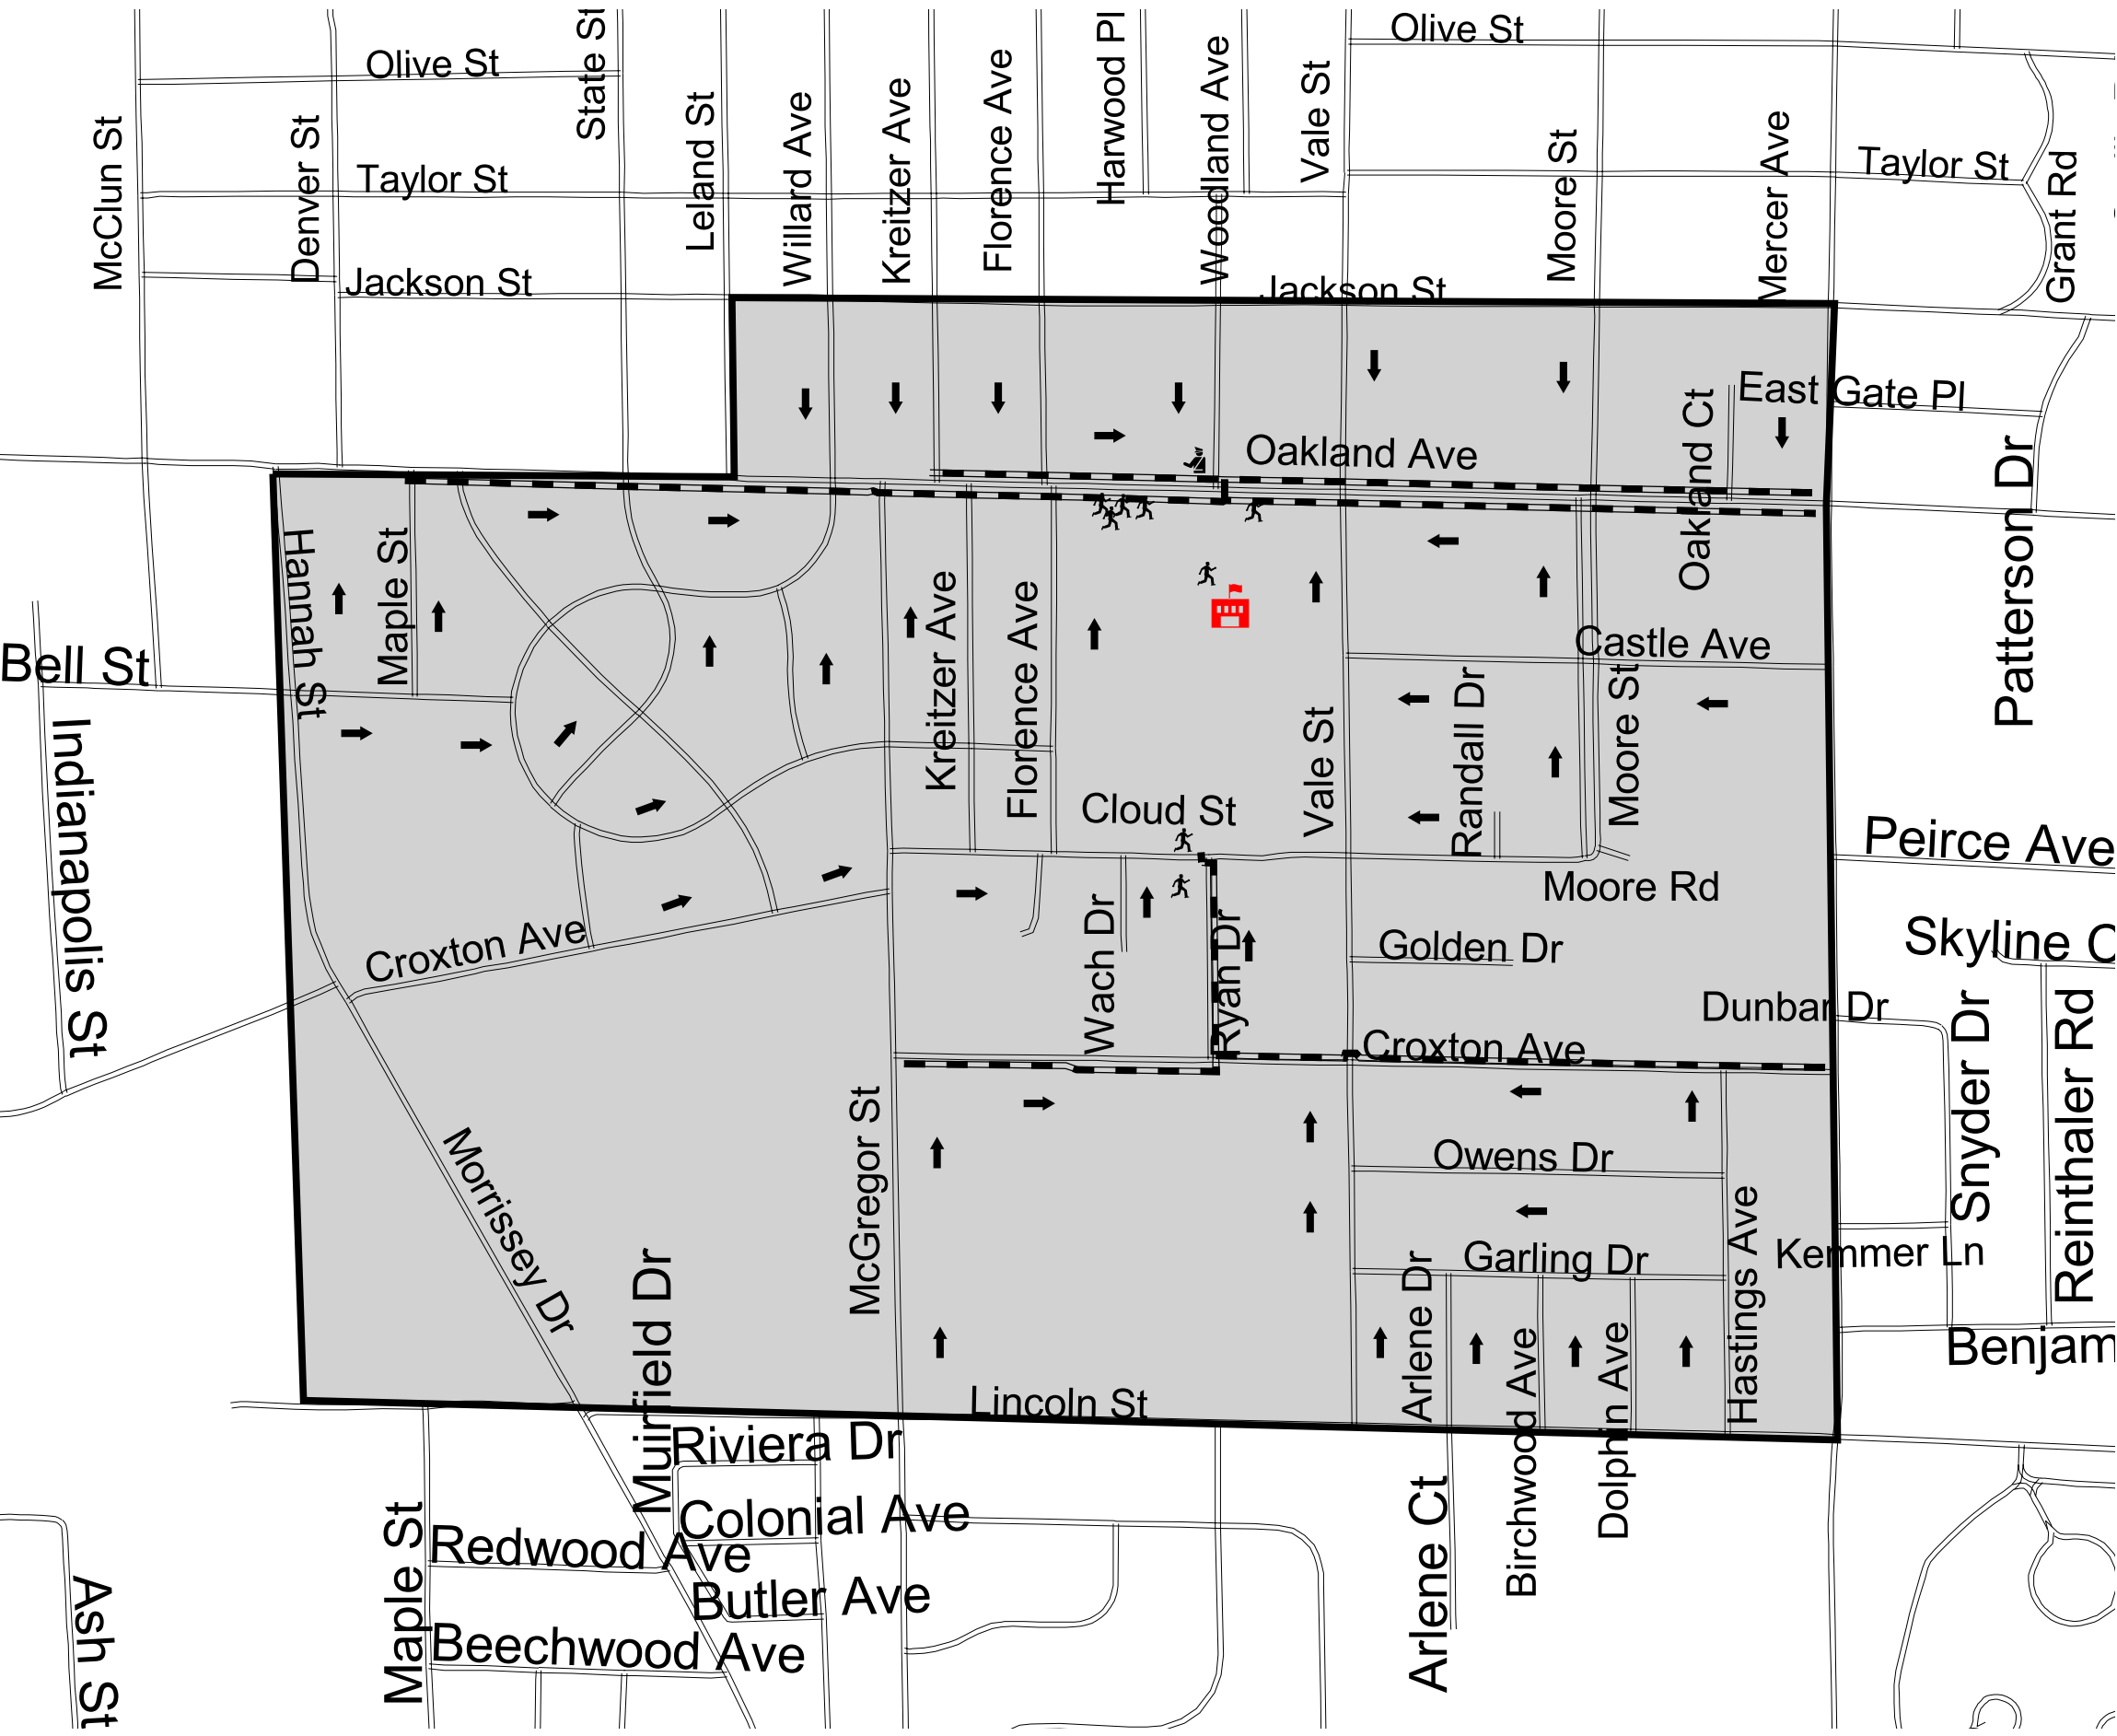 Olive St
State St
Harwood Pl
Olive St
Woodland Ave
Florence Ave
Vale St
Kreitzer Ave
Willard Ave
Leland St
McClun St
Denver St
Moore St
Mercer Ave
Taylor St
Taylor St
Grant Rd
Jackson St
Jackson St
East Gate Pl
Oakland Ave
Oakland Ct
Patterson Dr
Hannah St
Maple St
Kreitzer Ave
Florence Ave
Castle Ave
Bell St
Randall Dr
Moore St
Vale St
Indianapolis St
Cloud St
Peirce Ave
Moore Rd
Croxton Ave
Wach Dr
Ryan Dr
Golden Dr
Skyline C
Dunbar Dr
Snyder Dr
Reinthaler Rd
Croxton Ave
McGregor St
Morrissey Dr
Owens Dr
Hastings Ave
Garling Dr
Kemmer Ln
Muirfield Dr
Arlene Dr
Birchwood Ave
Dolphin Ave
Benjam
Lincoln St
Riviera Dr
Colonial Ave
Maple St
Redwood Ave
Arlene Ct
Butler Ave
Ash St
Beechwood Ave